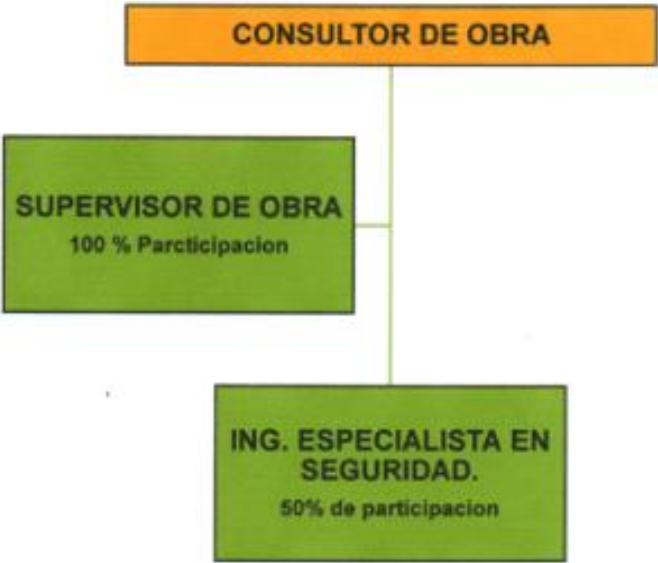 CONSULTOR DE OBRA
SUPERVISOR DE OBRA
100 % Parcticipacion
ING. ESPECIALISTA EN
SEGURIDAD.
50% de participacion